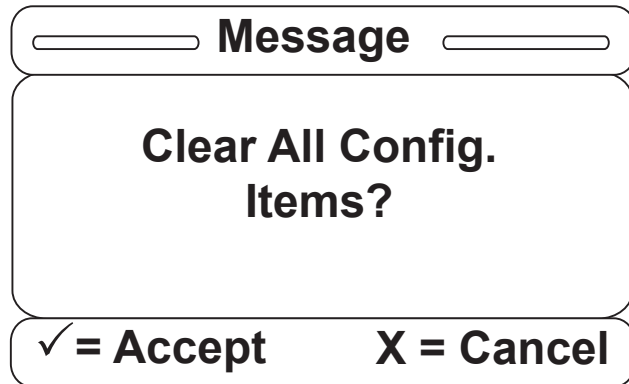 Message
Clear All Config.
Items?
✓ = Accept X = Cancel